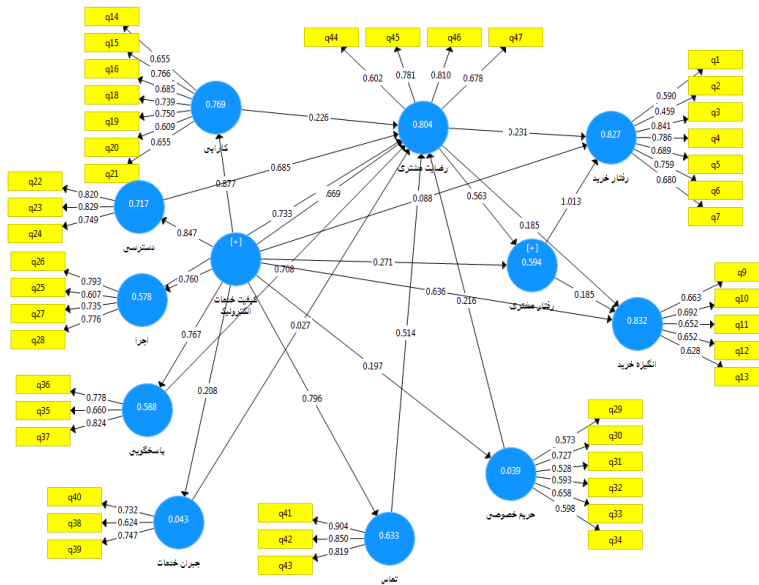 q14
q15
q16
q18
q19
q20
q21
0.655
0.766
0.685
0.739
0.750
0.609
0.655
0.769
کارایی
q44
q45
q46
q47
0.602
0.781
0.810
0.678
0.804
رضایت مشتری
0.226
0.231
q1
q2
q3
q4
q5
q6
q7
0.590
0.459
0.841
0.786
0.689
0.759
0.680
0.827
رفتار خرید
q22
q23
q24
0.820
0.829
0.749
0.717
دسترسی
0.685
0.877
0.847
0.733
.669
0.088
0.563
0.185
1.013
[+]
کیفیت خدمات
الکترونیک
0.760
0.708
0.271
0.636
0.216
[+]
0.594
رفتار مشتری
0.185
q26
q25
q27
q28
0.793
0.607
0.735
0.776
0.578
اجرا
q9
q10
q11
q12
q13
0.663
0.692
0.652
0.652
0.628
0.832
انگیزه خرید
0.767
0.027
0.514
0.208
0.796
0.197
q36
q35
q37
0.778
0.660
0.824
0.588
پاسخگویی
q29
q30
q31
q32
q33
q34
0.573
0.727
0.528
0.593
0.658
0.598
0.039
حریم خصوصی
q40
q38
q39
0.732
0.624
0.747
0.043
جبران خدمات
q41
q42
q43
0.904
0.850
0.819
0.633
تماس